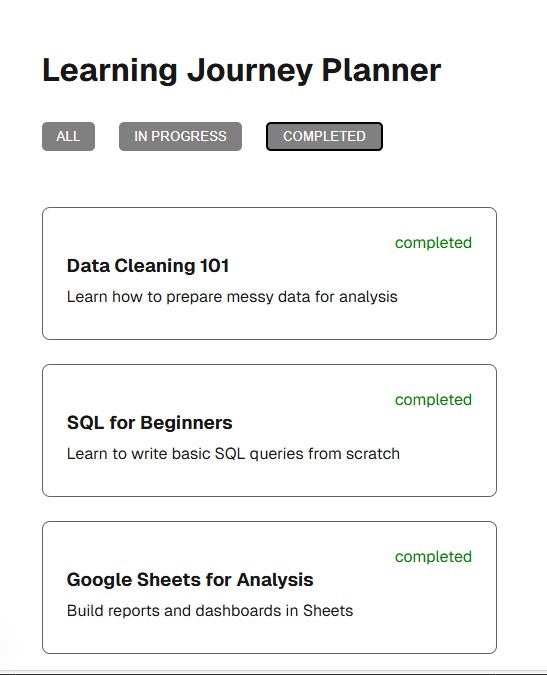 Learning Journey Planner
ALL IN PROGRESS COMPLETED
completed
Data Cleaning 101
Learn how to prepare messy data for analysis
completed
SQL for Beginners
Learn to write basic SQL queries from scratch
completed
Google Sheets for Analysis
Build reports and dashboards in Sheets